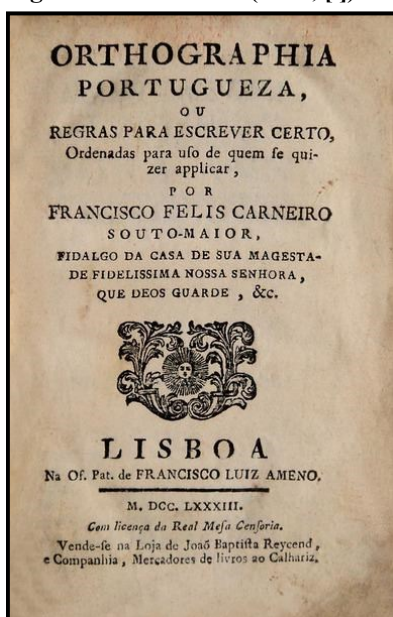 ORTHOGRAPHIA
PORTUGUEZA,
OU
REGRAS PARA ESCREVER CERTO,
Ordenadas para uſo de quem ſe qui-
zer applicar,
POR
FRANCISCO FELIS CARNEIRO
SOUTO-MAIOR,
FIDALGO DA CASA DE SUA MAGESTA-
DE FIDELISSIMA NOSSA SENHORA,
QUE DEOS GUARDE, &c.
LISBOA
Na Of. Pat. de FRANCISCO LUIZ AMENO.
M. DCC. LXXXIII.
Com licença da Real Meſa Cenſoria.
Vende-ſe na Loja de Joaõ Baptiſta Reycend,
e Companhia, Mercadores de livros ao Calhariz.